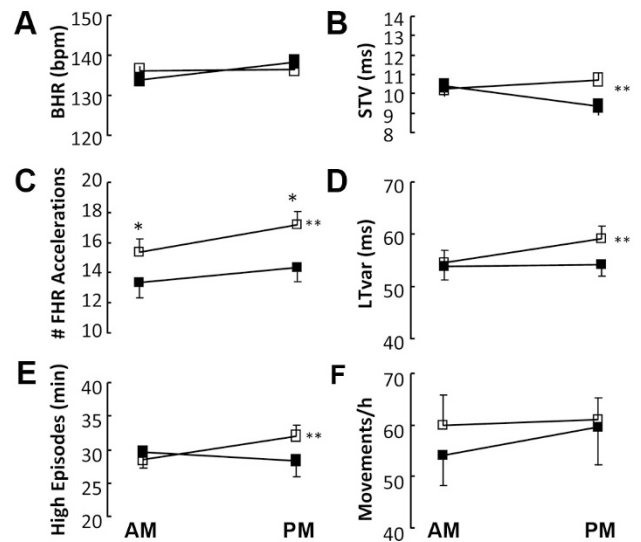 A
BHR (bpm)
150
140
130
120
B
STV (ms)
14
13
12
11
10
9
8
**
C
# FHR Accelerations
20
18
16
14
12
10
*
*
**
D
LTvar (ms)
70
60
50
40
**
E
High Episodes (min)
40
35
30
25
20
**
AM
PM
F
Movements/h
70
60
50
40
AM
PM